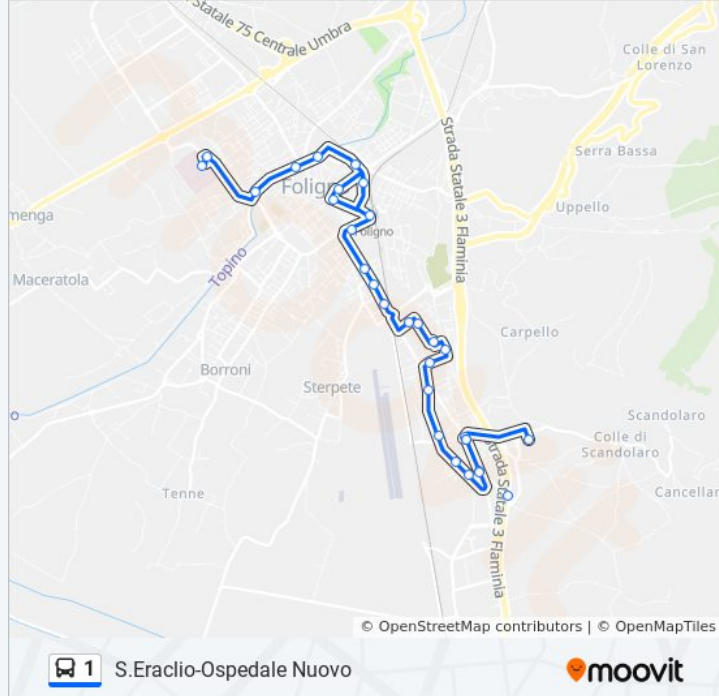 Statale 75 Centrale Umbra
Colle di San
Lorenzo
Strada Statale 3 Flaminia
Serra Bassa
Foligno
Uppello
menga
Foligno
Topino
Maceratola
Carpello
Borroni
Sterpete
Scandolaro
o
Colle di
Scandolaro
Strada Statale 3 Flaminia
Tenne
Cancellar
© OpenStreetMap contributors | © OpenMapTiles
1 S.Eraclio-Ospedale Nuovo
moovit